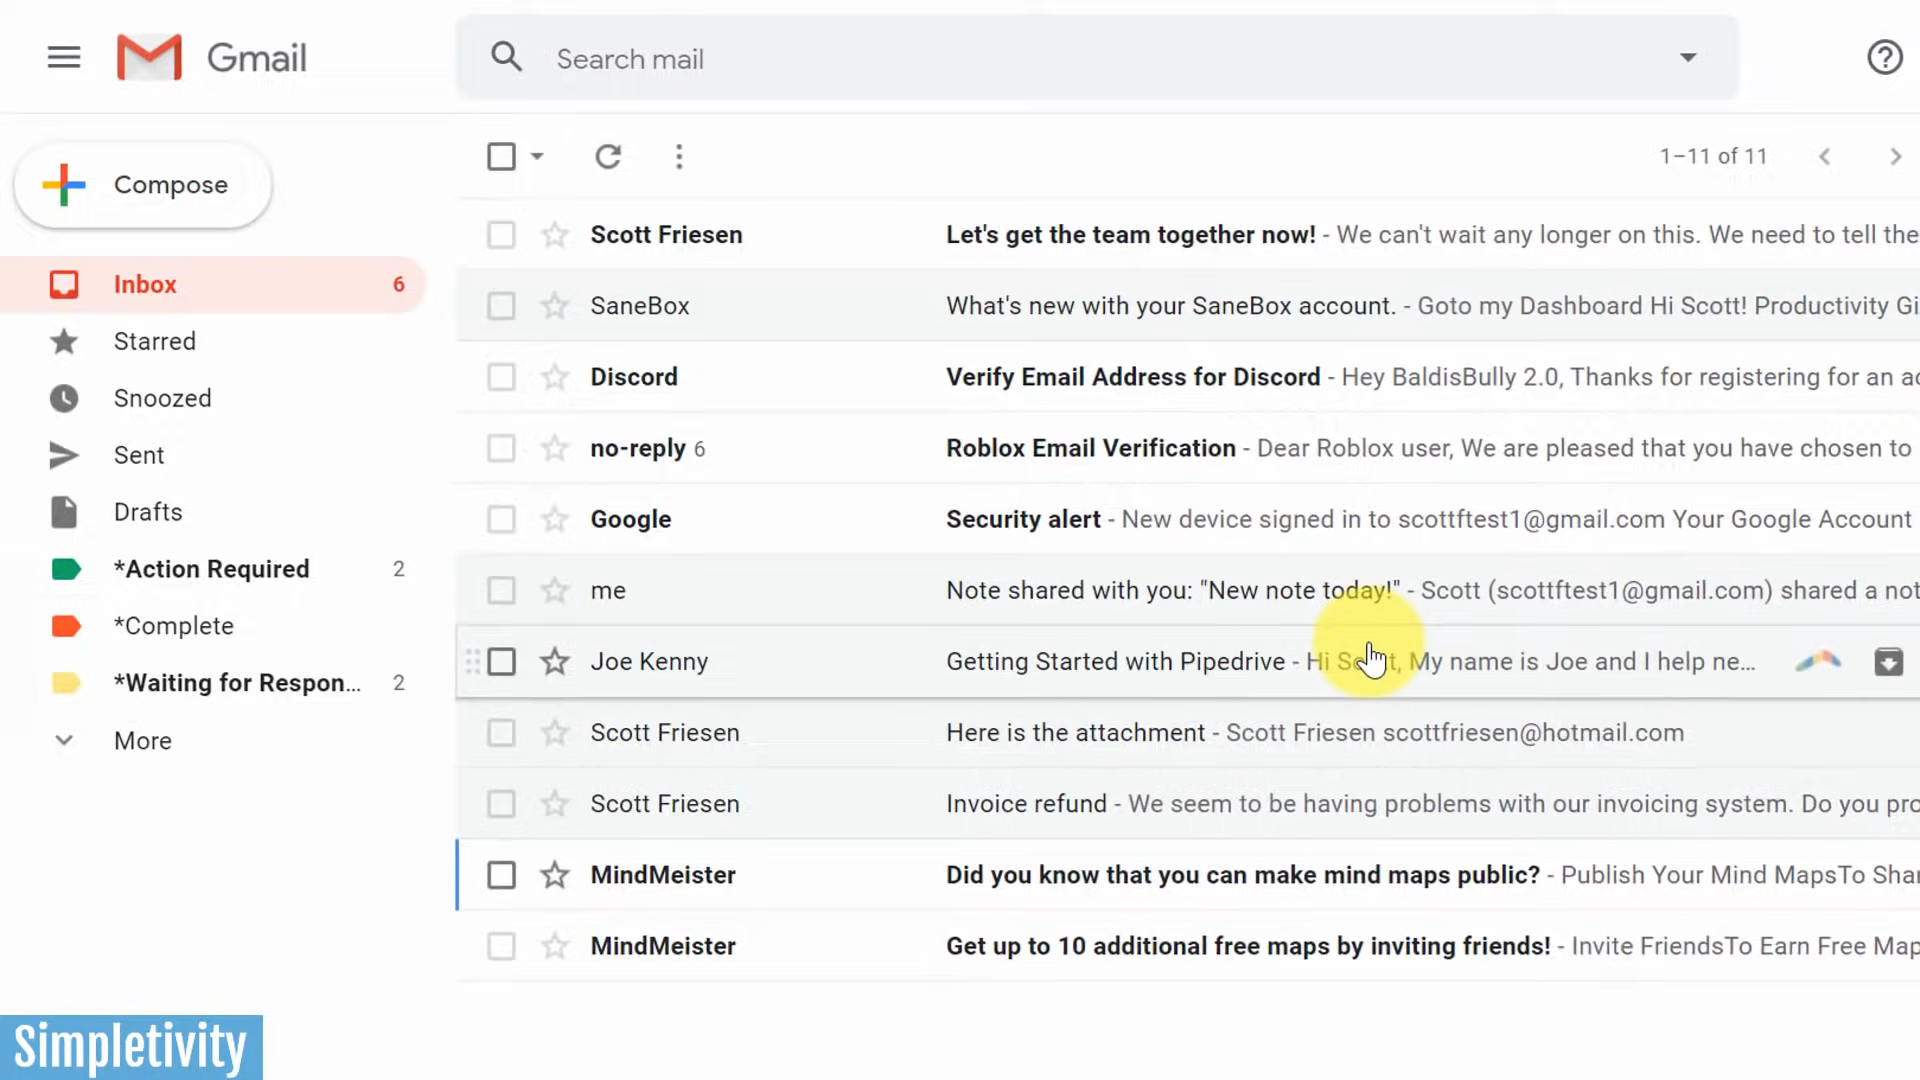 Gmail
Search mail
Compose
1–11 of 11
Inbox 6
Starred
Snoozed
Sent
Drafts
*Action Required 2
*Complete
*Waiting for Respon... 2
More
Scott Friesen Let's get the team together now! - We can't wait any longer on this. We need to tell the
SaneBox What's new with your SaneBox account. - Goto my Dashboard Hi Scott! Productivity Gi
Discord Verify Email Address for Discord - Hey BaldisBully 2.0, Thanks for registering for an ac
no-reply 6 Roblox Email Verification - Dear Roblox user, We are pleased that you have chosen to
Google Security alert - New device signed in to scottftest1@gmail.com Your Google Account
me Note shared with you: "New note today!" - Scott (scottftest1@gmail.com) shared a not
Joe Kenny Getting Started with Pipedrive - Hi Scott, My name is Joe and I help ne...
Scott Friesen Here is the attachment - Scott Friesen scottfriesen@hotmail.com
Scott Friesen Invoice refund - We seem to be having problems with our invoicing system. Do you pro
MindMeister Did you know that you can make mind maps public? - Publish Your Mind MapsTo Shar
MindMeister Get up to 10 additional free maps by inviting friends! - Invite FriendsTo Earn Free Map
Simpletivity